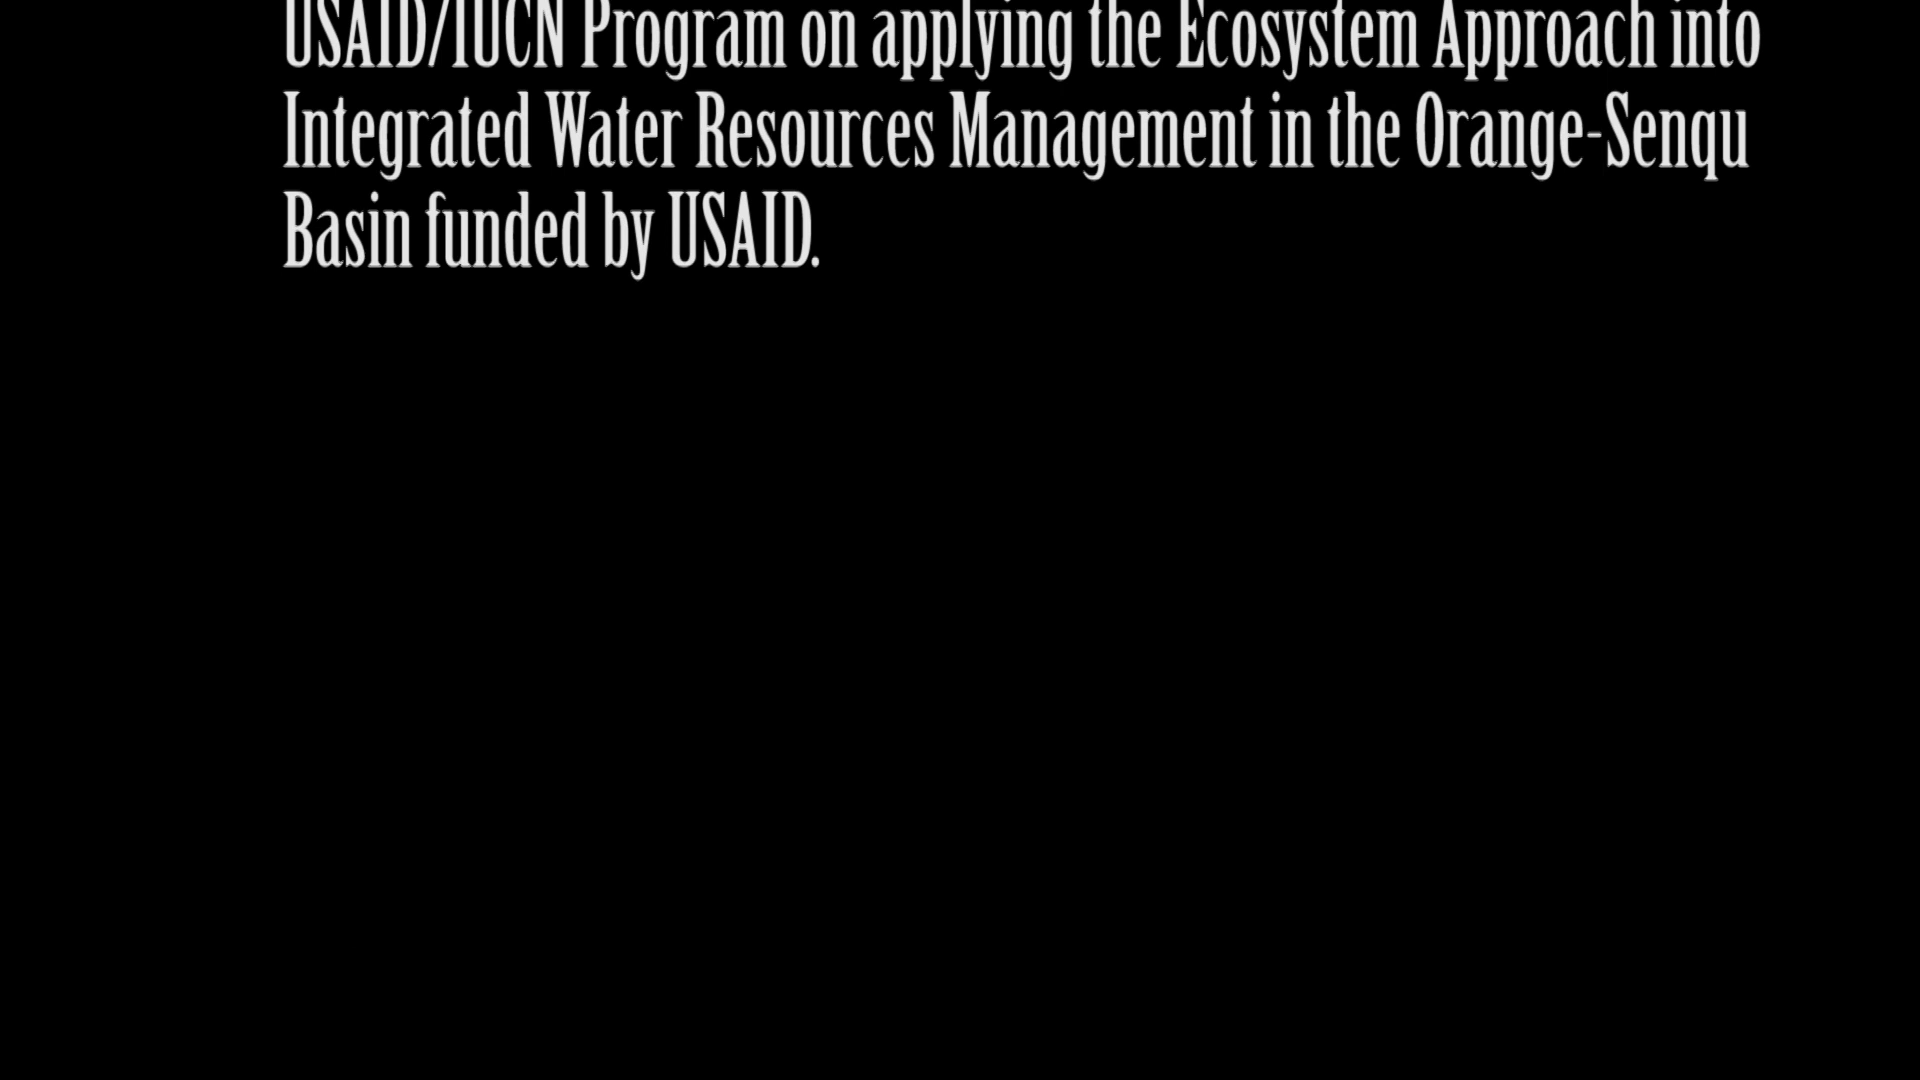 USAID/IUCN Program on applying the Ecosystem Approach into
Integrated Water Resources Management in the Orange-Senqu
Basin funded by USAID.